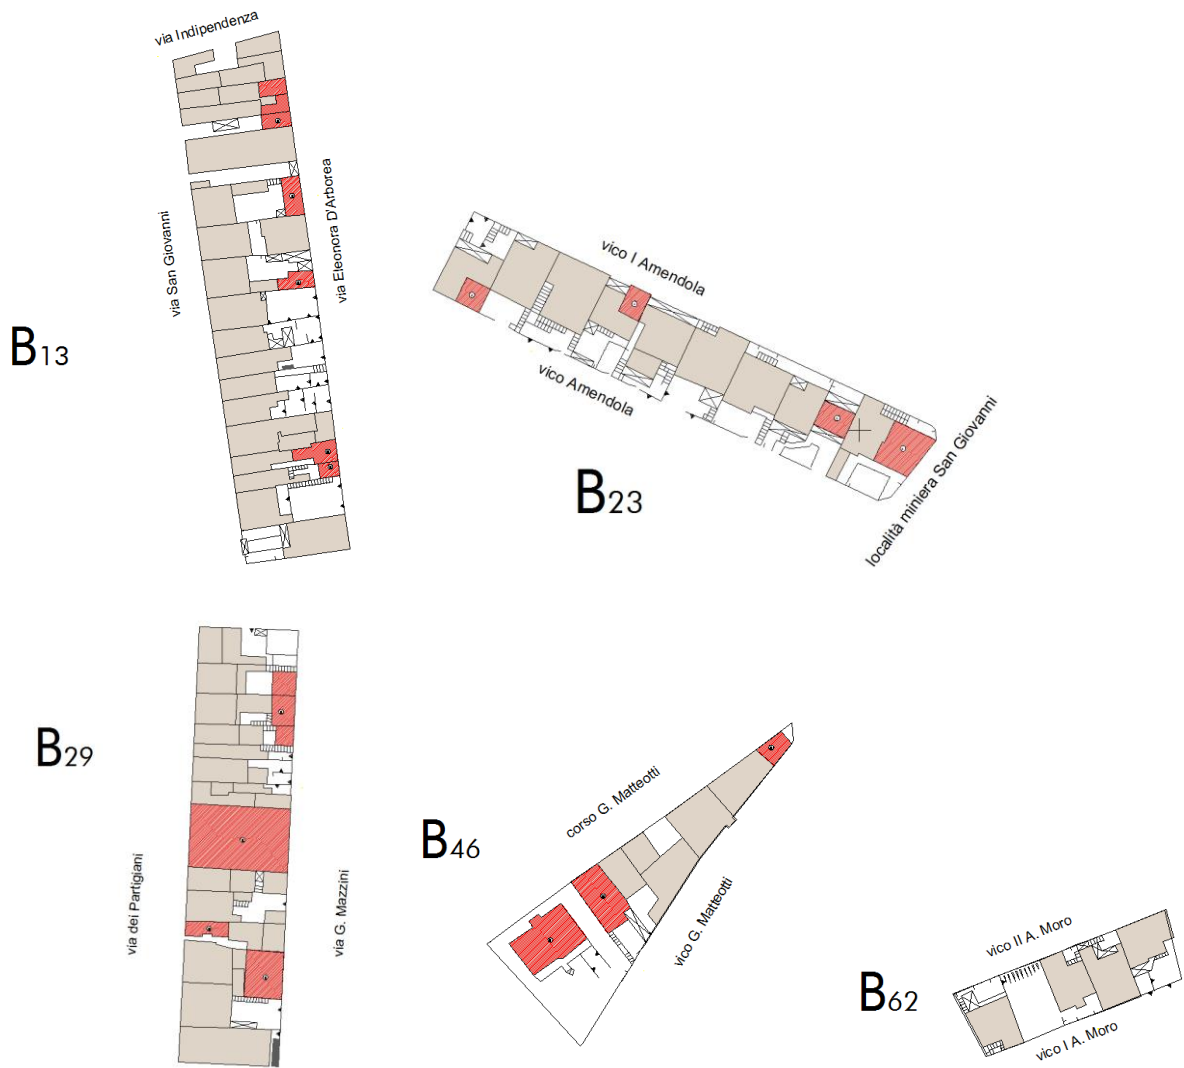 via Indipendenza
via San Giovanni
via Eleonora D'Arborea
B13
vico I Amendola
vico Amendola
località miniera San Giovanni
B23
B29
via dei Partigiani
via G. Mazzini
corso G. Matteotti
B46
vico G. Matteotti
vico II A. Moro
B62
vico I A. Moro